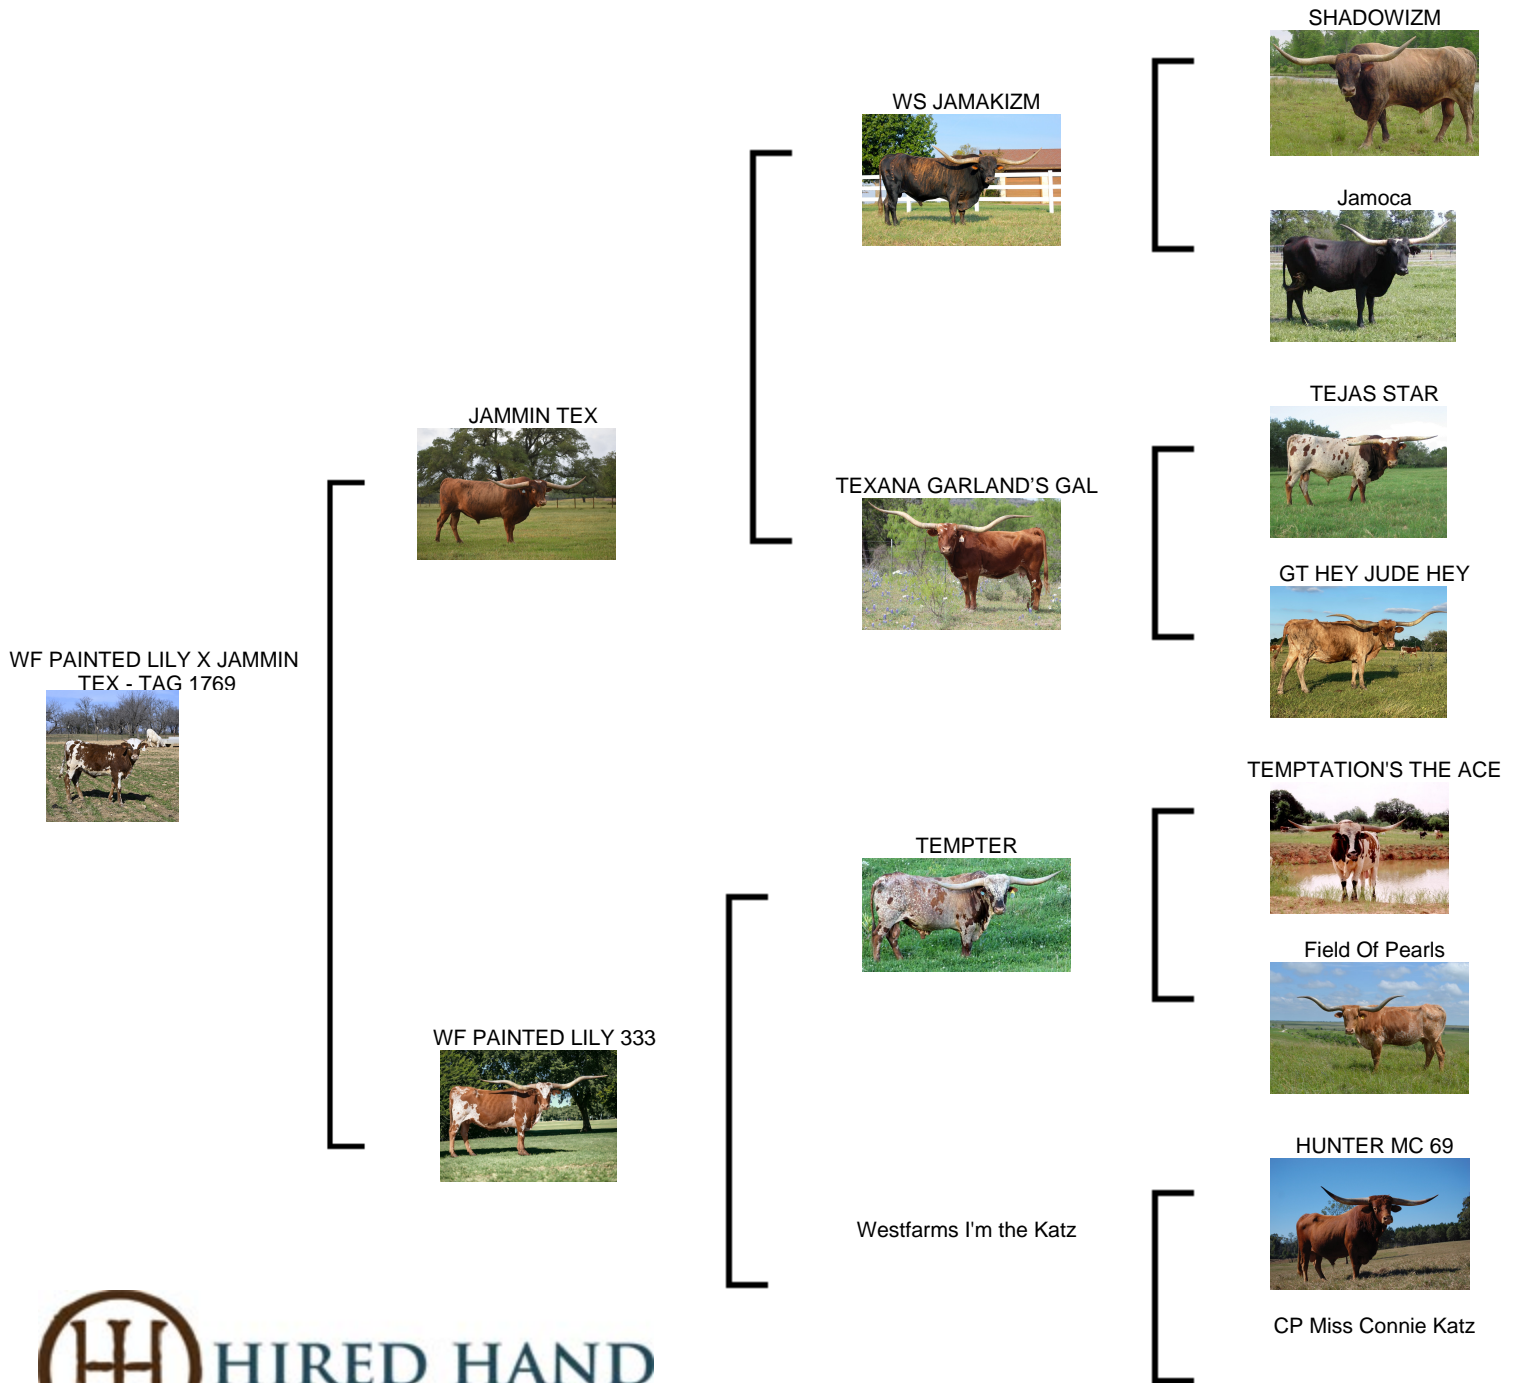 SHADOWIZM
WS JAMAKIZM
Jamoca
TEJAS STAR
JAMMIN TEX
TEXANA GARLAND’S GAL
GT HEY JUDE HEY
WF PAINTED LILY X JAMMIN
TEX - TAG 1769
TEMPTATION'S THE ACE
TEMPTER
Field Of Pearls
WF PAINTED LILY 333
HUNTER MC 69
Westfarms I'm the Katz
CP Miss Connie Katz
HIRED HAND